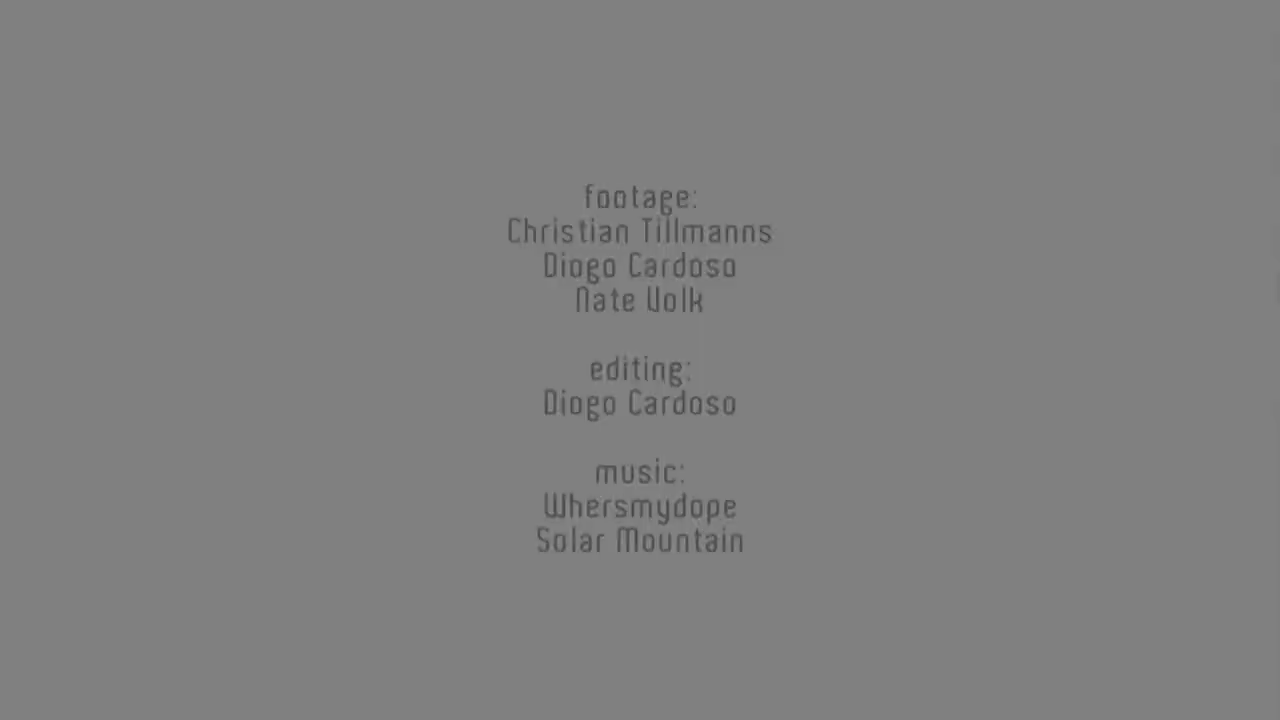 footage:
Christian Tillmanns
Diogo Cardoso
Nate Volk
editing:
Diogo Cardoso
music:
Whersmydope
Solar Mountain